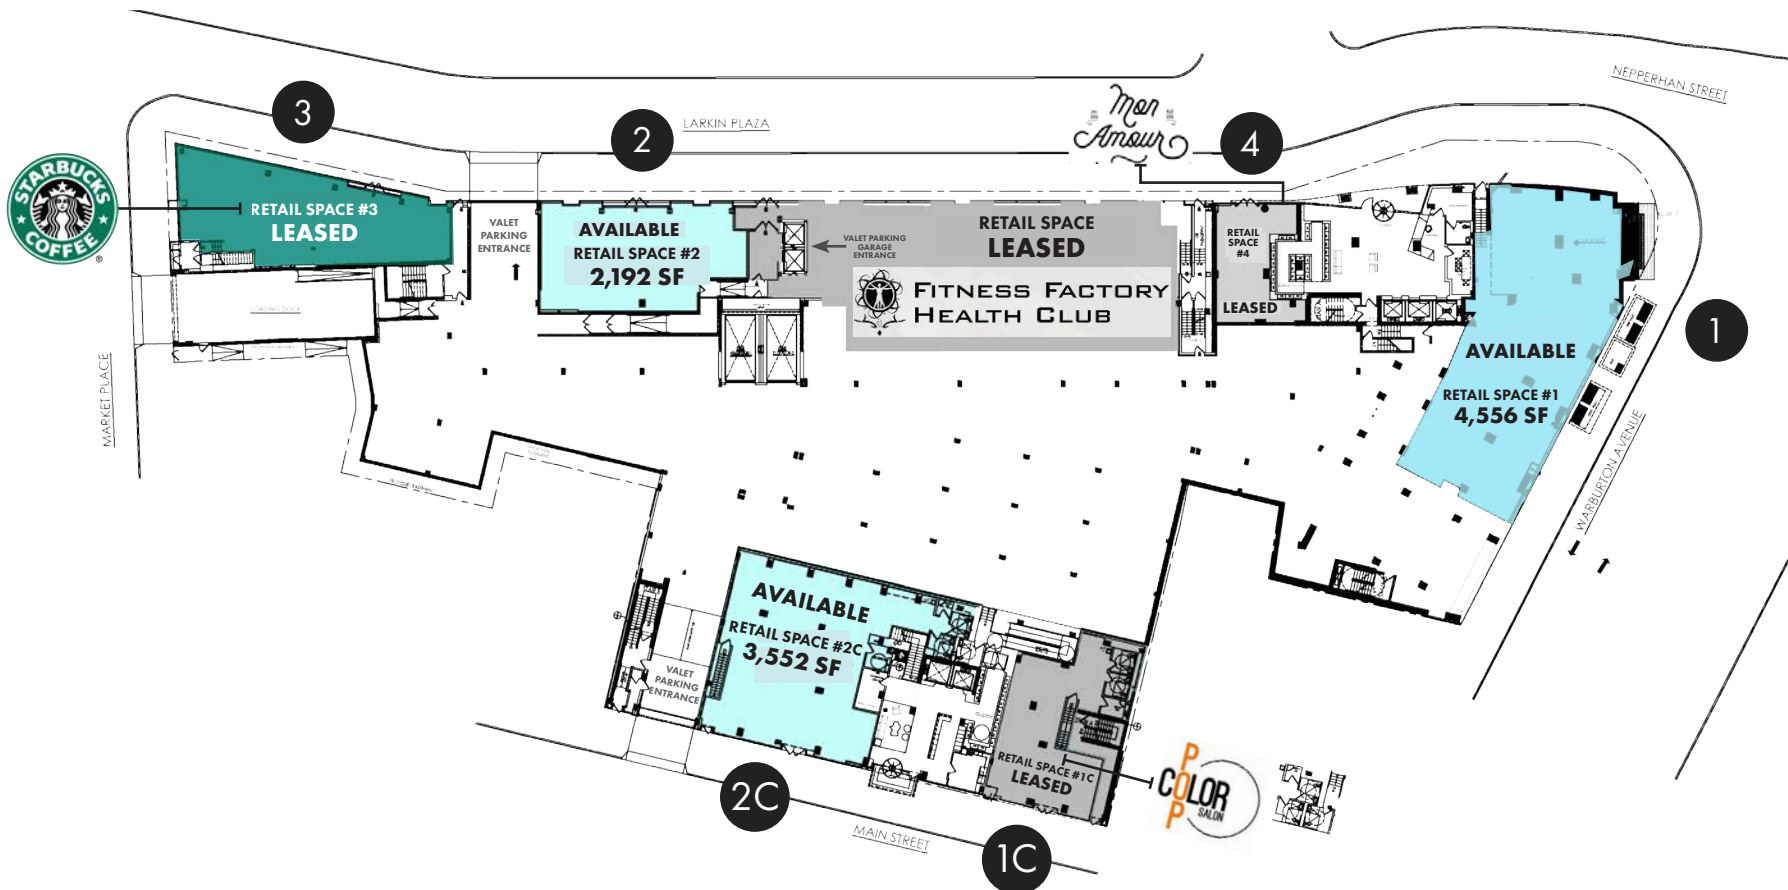 NEPPERHAN STREET
3
2
LARKIN PLAZA
Mon
Amour
4
STARBUCKS
COFFEE
®
RETAIL SPACE #3
LEASED
VALET
PARKING
ENTRANCE
AVAILABLE
RETAIL SPACE #2
2,192 SF
VALET PARKING
GARAGE
ENTRANCE
RETAIL SPACE
LEASED
FITNESS FACTORY
HEALTH CLUB
RETAIL
SPACE
#4
LEASED
LOADING DOCK
1
MARKET PLACE
AVAILABLE
RETAIL SPACE #1
4,556 SF
WARBURTON AVENUE
AVAILABLE
RETAIL SPACE #2C
3,552 SF
VALET
PARKING
ENTRANCE
RETAIL SPACE #1C
LEASED
POP
COLOR
SALON
2C
MAIN STREET
1C